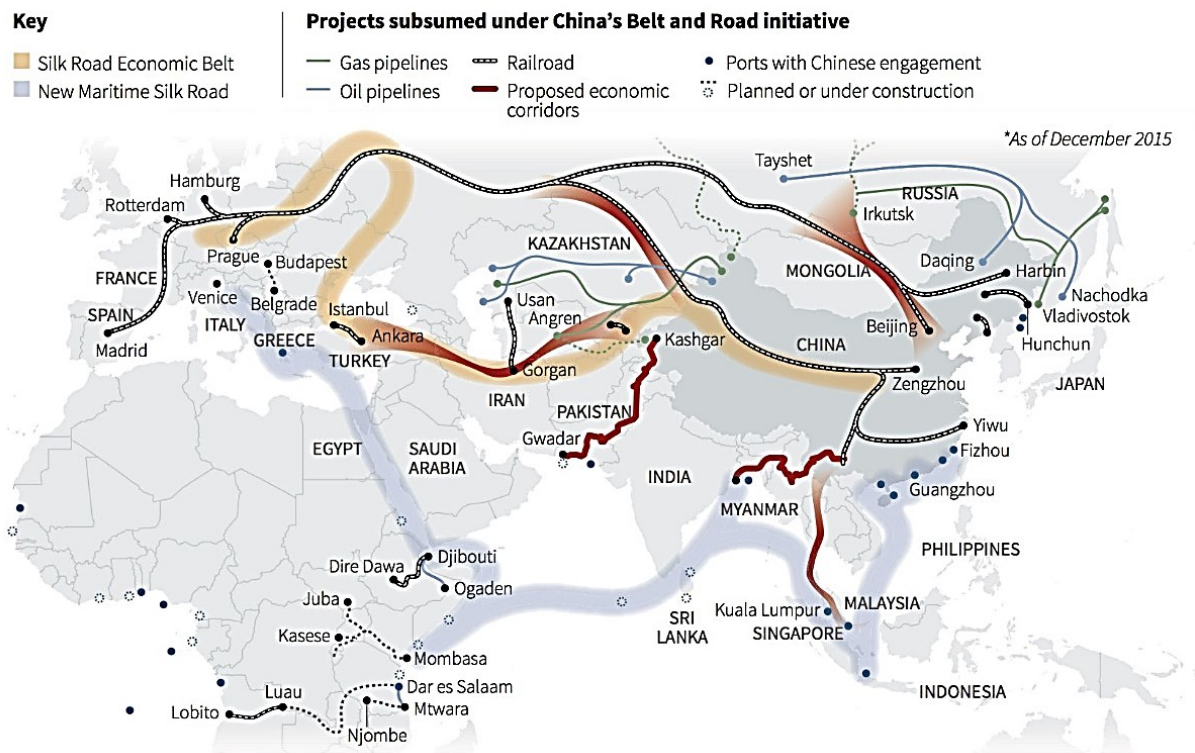 Key
Silk Road Economic Belt
New Maritime Silk Road
Projects subsumed under China's Belt and Road initiative
Gas pipelines
Oil pipelines
Railroad
Proposed economic
corridors
Ports with Chinese engagement
Planned or under construction
*As of December 2015
Tayshet
Hamburg
Rotterdam
RUSSIA
Irkutsk
KAZAKHSTAN
Prague
Budapest
FRANCE
MONGOLIA
Daqing
Harbin
Venice
Belgrade
Istanbul
Usan
Nachodka
SPAIN
ITALY
Angren
Vladivostok
Madrid
GREECE
Ankara
Kashgar
Beijing
CHINA
Hunchun
TURKEY
Gorgan
Zengzhou
JAPAN
IRAN
PAKISTAN
Gwadar
Yiwu
EGYPT
SAUDI
ARABIA
Fizhou
INDIA
Guangzhou
MYANMAR
PHILIPPINES
Djibouti
Dire Dawa
Ogaden
Juba
SRI
LANKA
Kuala Lumpur
MALAYSIA
SINGAPORE
Kasese
Mombasa
Dar es Salaam
INDONESIA
Luau
Mtwara
Lobito
Njombe